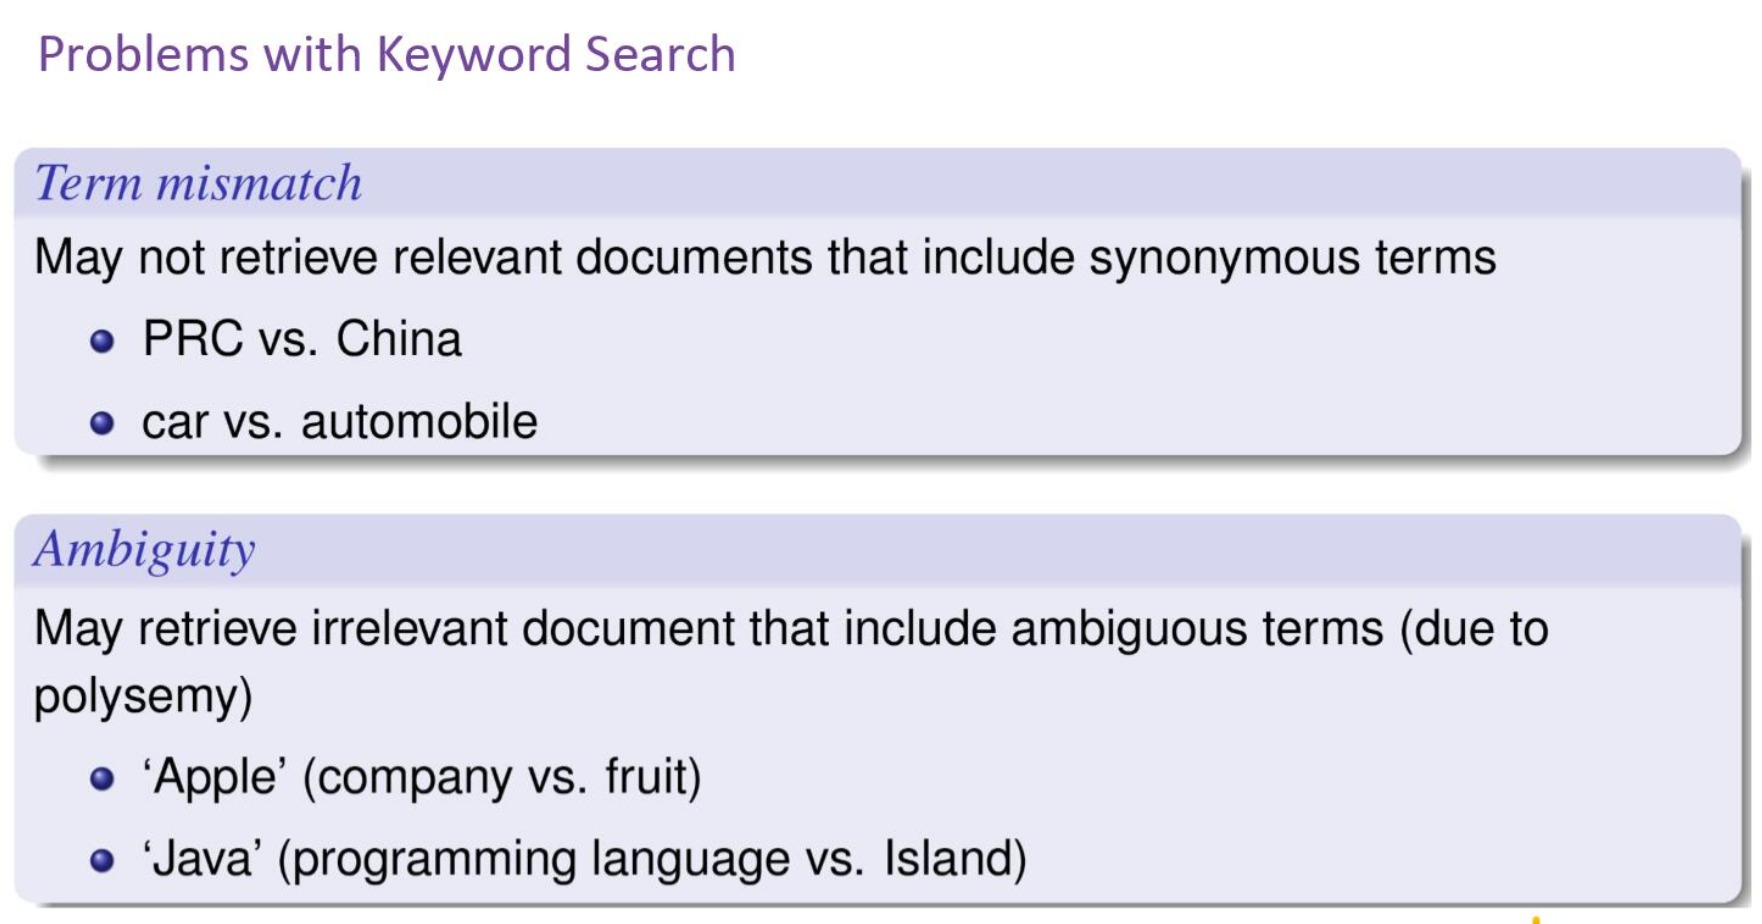 Problems with Keyword Search
Term mismatch
May not retrieve relevant documents that include synonymous terms
PRC vs. China
car vs. automobile
Ambiguity
May retrieve irrelevant document that include ambiguous terms (due to
polysemy)
‘Apple’ (company vs. fruit)
‘Java’ (programming language vs. Island)